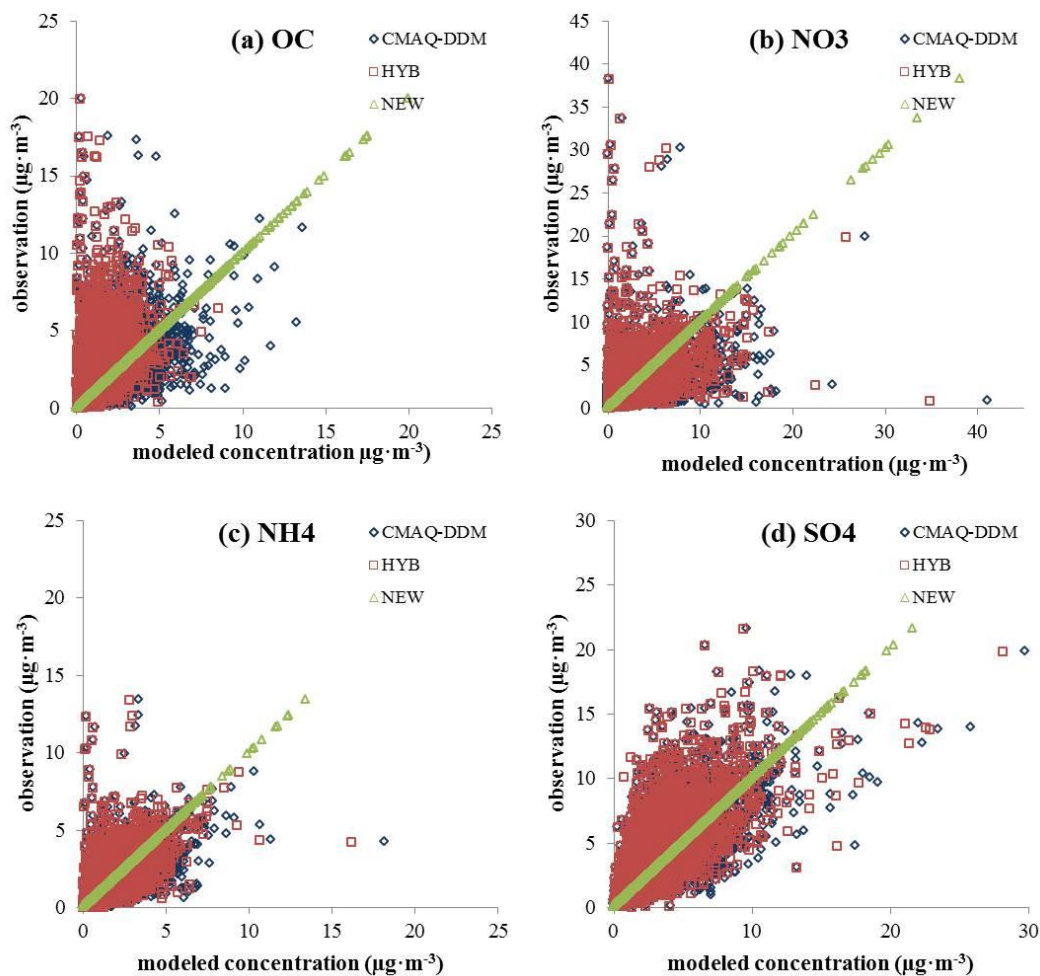 (a) OC
CMAQ-DDM
HYB
NEW
25
20
15
10
5
0
observation (µg·m⁻³)
0 5 10 15 20 25
modeled concentration µg·m⁻³)
(b) NO3
CMAQ-DDM
HYB
NEW
45
40
35
30
25
20
15
10
5
0
observation (µg·m⁻³)
0 10 20 30 40
modeled concentration (µg·m⁻³)
(c) NH4
CMAQ-DDM
HYB
NEW
25
20
15
10
5
0
observation (µg·m⁻³)
0 5 10 15 20 25
modeled concentration (µg·m⁻³)
(d) SO4
CMAQ-DDM
HYB
NEW
30
25
20
15
10
5
0
observation (µg·m⁻³)
0 10 20 30
modeled concentration (µg·m⁻³)